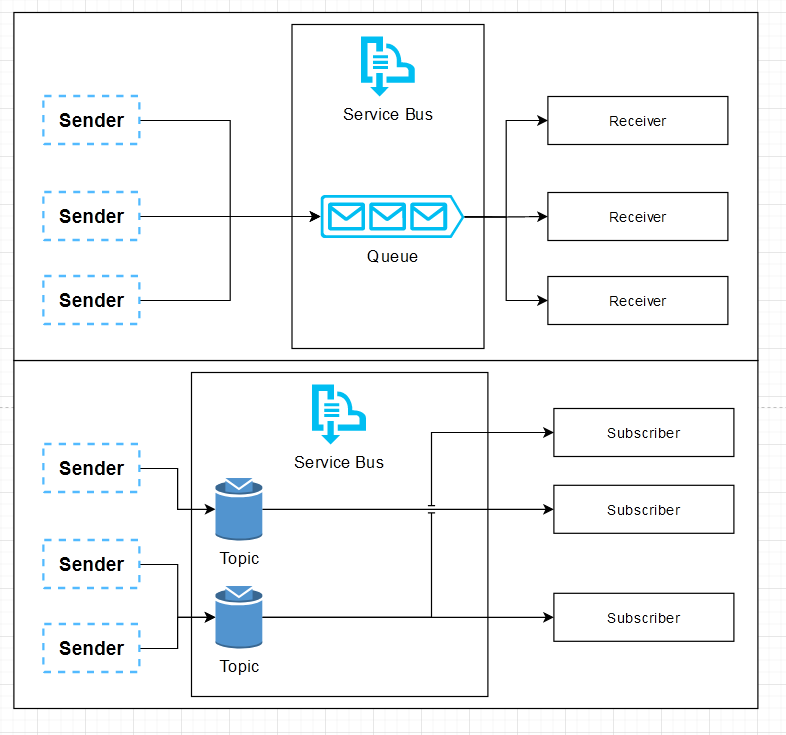 Service Bus
Sender
Receiver
Sender
Receiver
Queue
Sender
Receiver
Service Bus
Subscriber
Sender
Subscriber
Topic
Sender
Subscriber
Sender
Topic